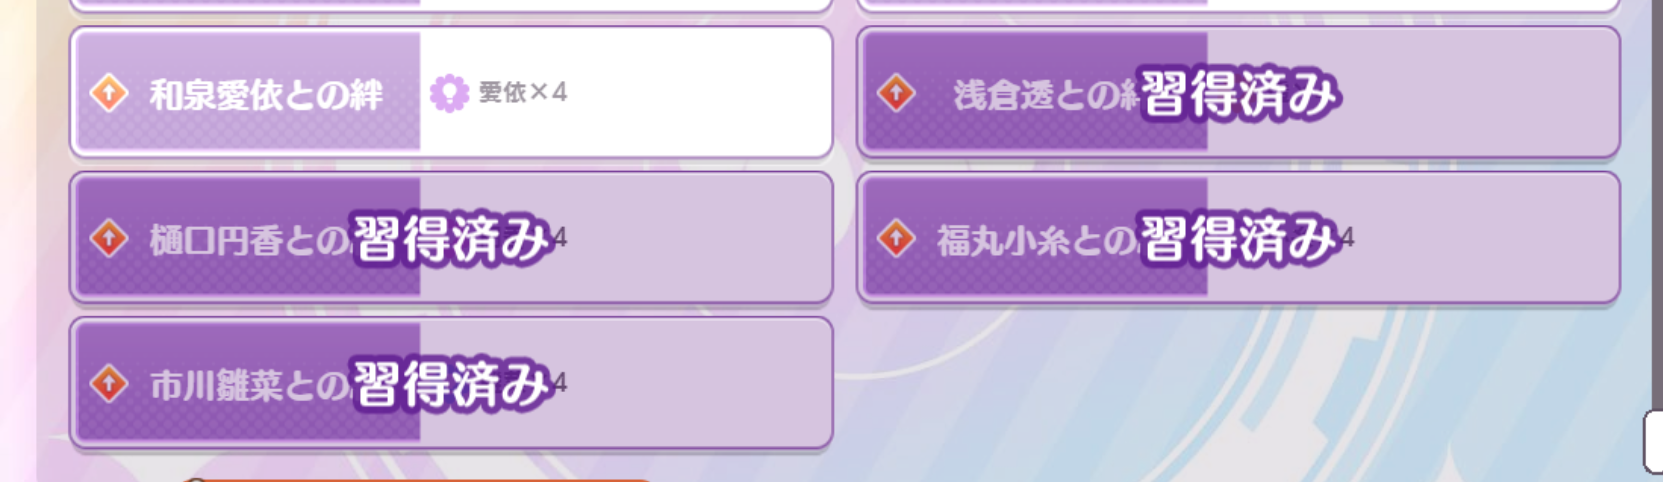 和泉愛依との絆 愛依×4
浅倉透との 習得済み
樋口円香との 習得済み 4
福丸小糸との 習得済み 4
市川雛菜との 習得済み 4